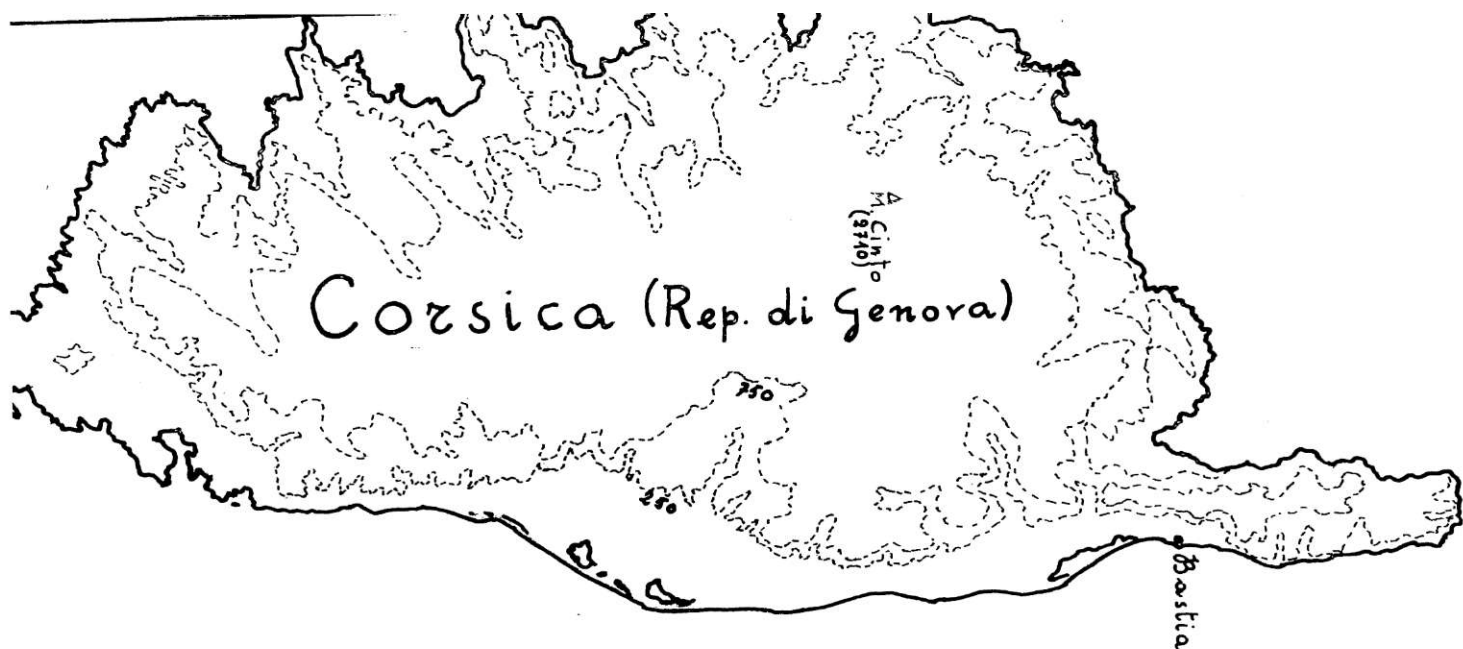 M. Cinto
(2710)
Corsica (Rep. di Genova)
750
250
Bastia